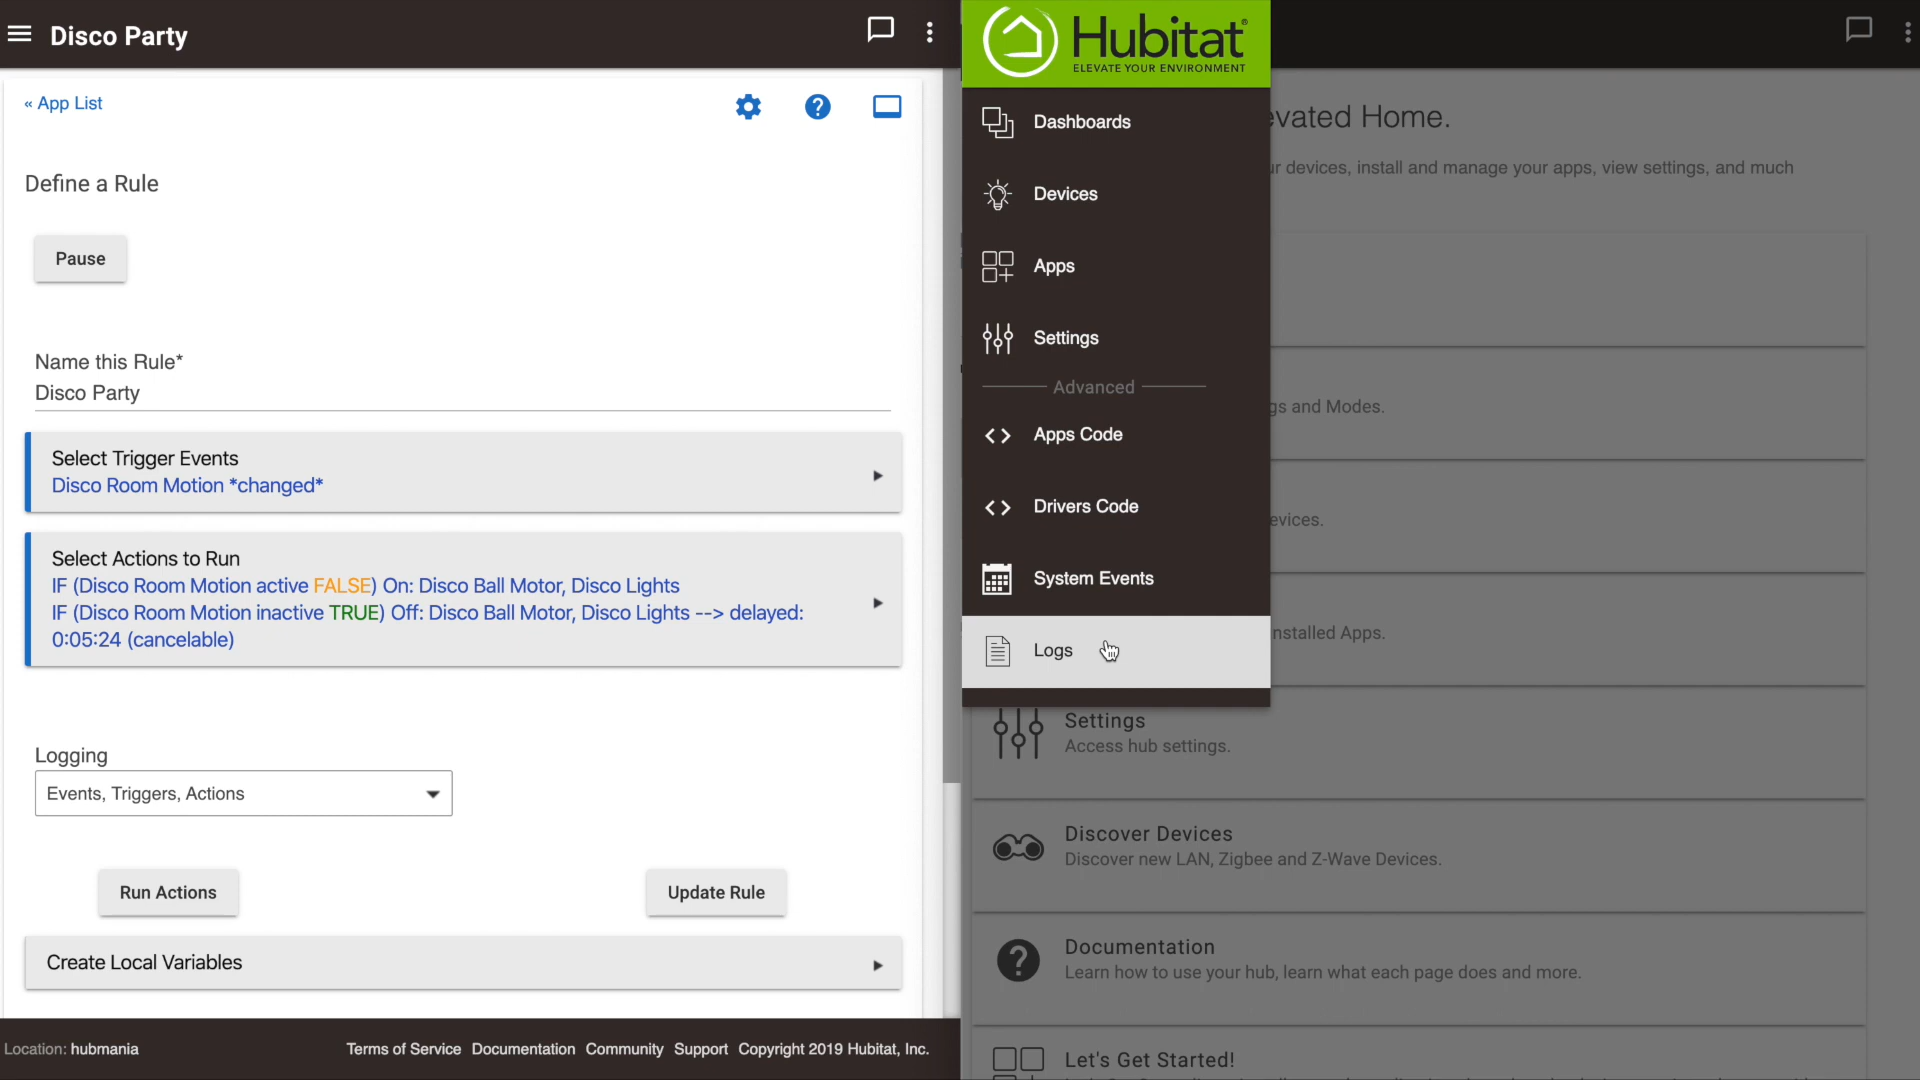 Disco Party
« App List
Define a Rule
Pause
Name this Rule*
Disco Party
Select Trigger Events
Disco Room Motion *changed*
Select Actions to Run
IF (Disco Room Motion active FALSE) On: Disco Ball Motor, Disco Lights
IF (Disco Room Motion inactive TRUE) Off: Disco Ball Motor, Disco Lights --> delayed:
0:05:24 (cancelable)
Logging
Events, Triggers, Actions
Run Actions
Update Rule
Create Local Variables
Location: hubmania
Terms of Service Documentation Community Support Copyright 2019 Hubitat, Inc.
Hubitat®
ELEVATE YOUR ENVIRONMENT
Dashboards
Devices
Apps
Settings
Advanced
Apps Code
Drivers Code
System Events
Logs
evated Home.
ur devices, install and manage your apps, view settings, and much
gs and Modes.
evices.
nstalled Apps.
Settings
Access hub settings.
Discover Devices
Discover new LAN, Zigbee and Z-Wave Devices.
Documentation
Learn how to use your hub, learn what each page does and more.
Let's Get Started!